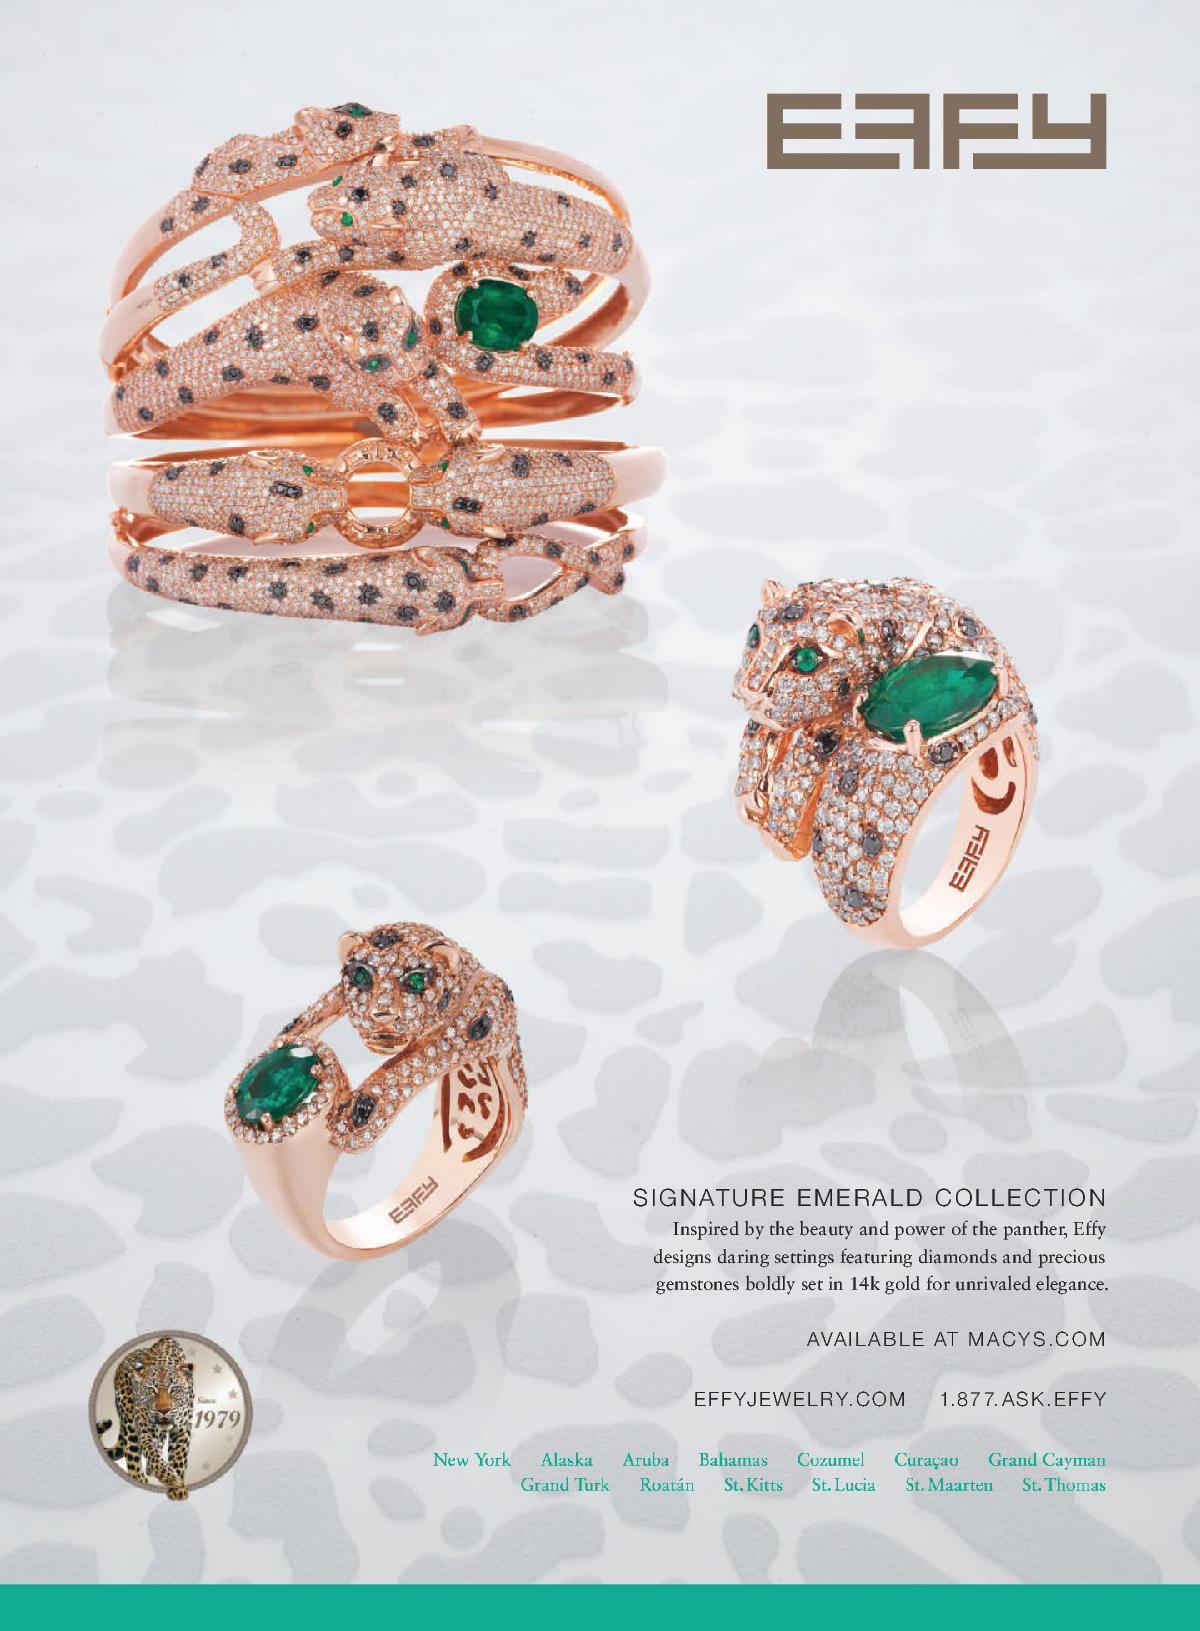 EFFY
EFFY
EFFY
SIGNATURE EMERALD COLLECTION
Inspired by the beauty and power of the panther, Effy
designs daring settings featuring diamonds and precious
gemstones boldly set in 14k gold for unrivaled elegance.
AVAILABLE AT MACYS.COM
Since
1979
EFFYJEWELRY.COM 1.877.ASK.EFFY
New York Alaska Aruba Bahamas Cozumel Curaçao Grand Cayman
Grand Turk Roatán St. Kitts St. Lucia St. Maarten St. Thomas